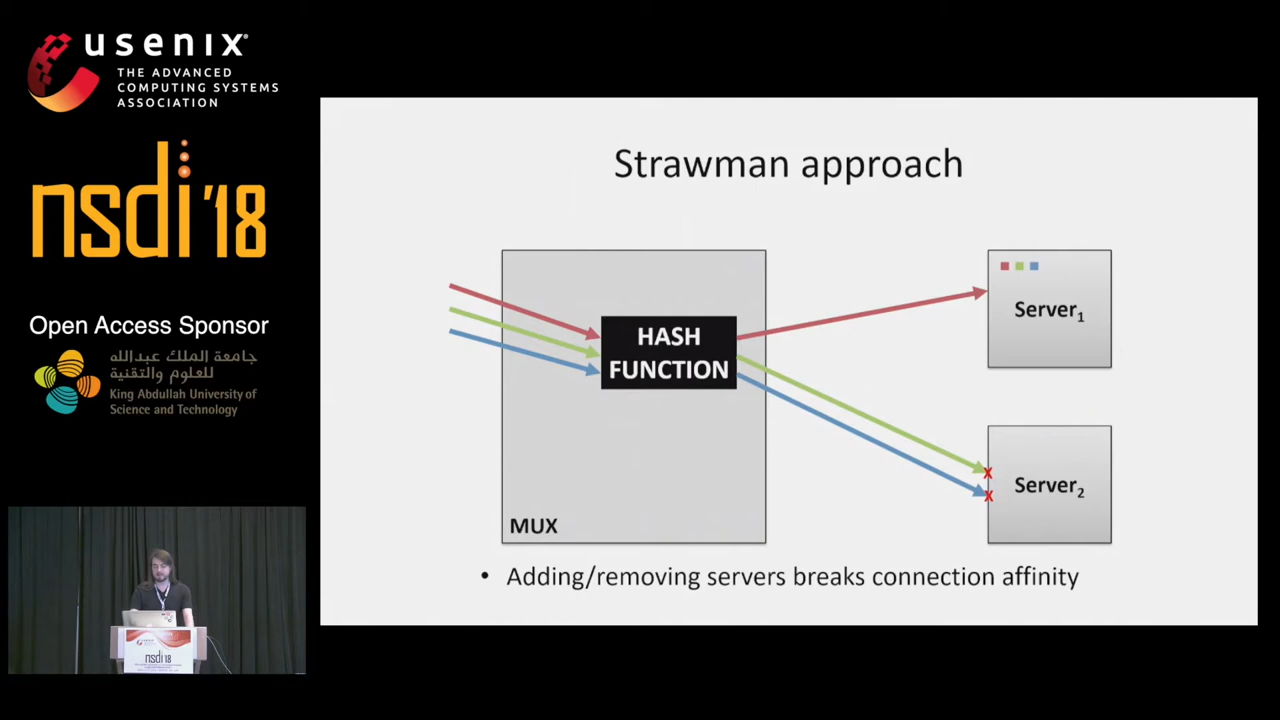 usenix
THE ADVANCED
COMPUTING SYSTEMS
ASSOCIATION
nsdi '18
Open Access Sponsor
جامعة الملك عبدالله
للعلوم والتقنية
King Abdullah University of
Science and Technology
Strawman approach
HASH
FUNCTION
MUX
Server₁
x
x
Server₂
• Adding/removing servers breaks connection affinity
usenix
nsdi 18